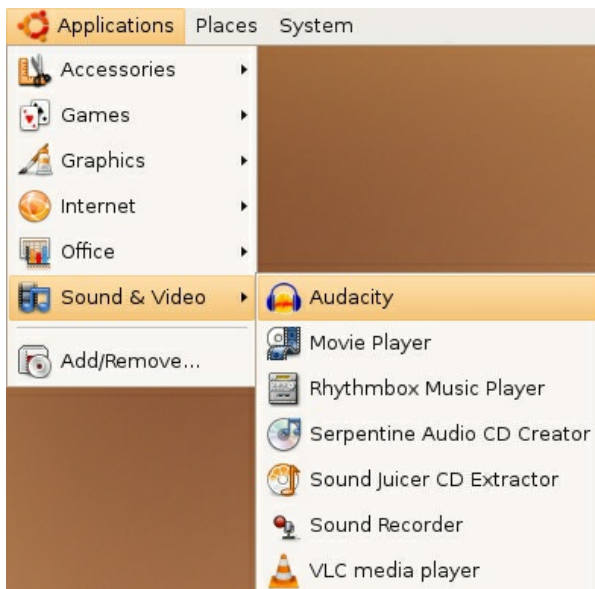 Applications Places System
Accessories
Games
Graphics
Internet
Office
Sound & Video
Add/Remove...
Audacity
Movie Player
Rhythmbox Music Player
Serpentine Audio CD Creator
Sound Juicer CD Extractor
Sound Recorder
VLC media player